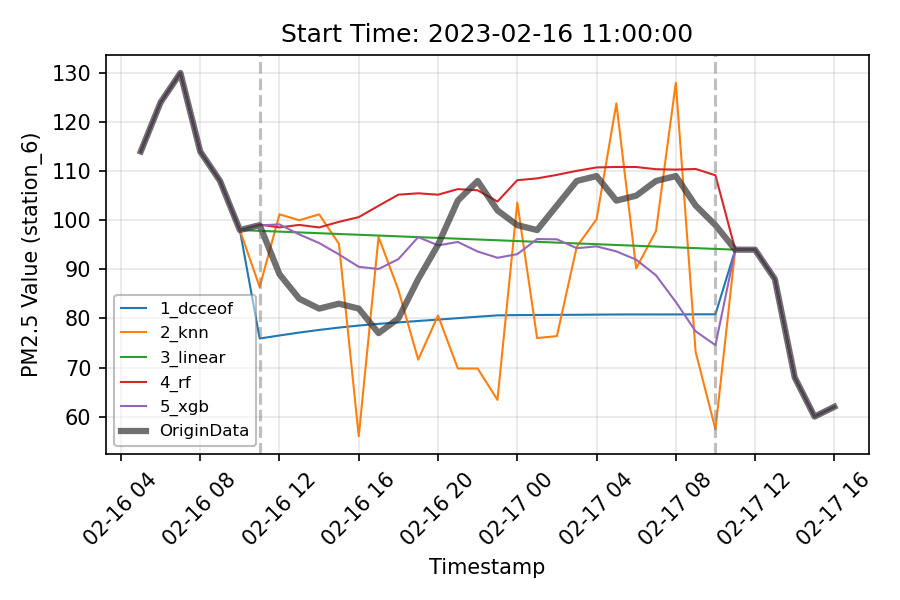 Start Time: 2023-02-16 11:00:00
PM2.5 Value (station_6)
130
120
110
100
90
80
70
60
1_dcceof
2_knn
3_linear
4_rf
5_xgb
OriginData
02-16 04
02-16 08
02-16 12
02-16 16
02-16 20
02-17 00
02-17 04
02-17 08
02-17 12
02-17 16
Timestamp